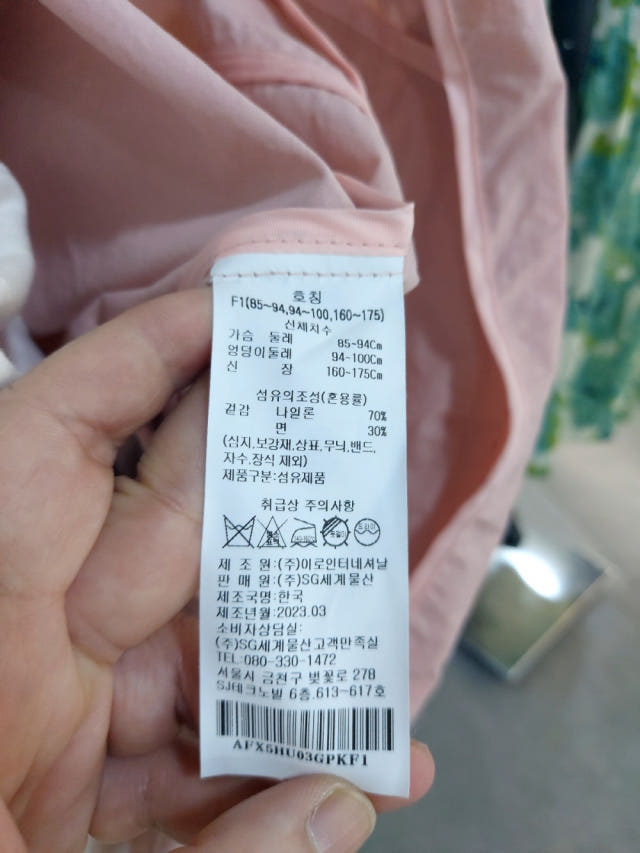 호칭
F1(85~94,94~100,160~175)
신체치수
가슴 둘레 85~94Cm
엉덩이둘레 94~100Cm
신 장 160~175Cm
섬유의조성(혼용률)
겉감 나일론 70%
면 30%
(심지,보강재,상표,무늬,밴드,
자수,장식 제외)
제품구분:섬유제품
취급상 주의사항
드라이
제 조 원:(주)이로인터네셔날
판 매 원:(주)SG세계물산
제조국명:한국
제조년월:2023.03
소비자상담실:
(주)SG세계물산고객만족실
TEL:080-330-1472
서울시 금천구 벚꽃로 278
SJ테크노빌 6층,613~617호
AFX5HU03GPKF1